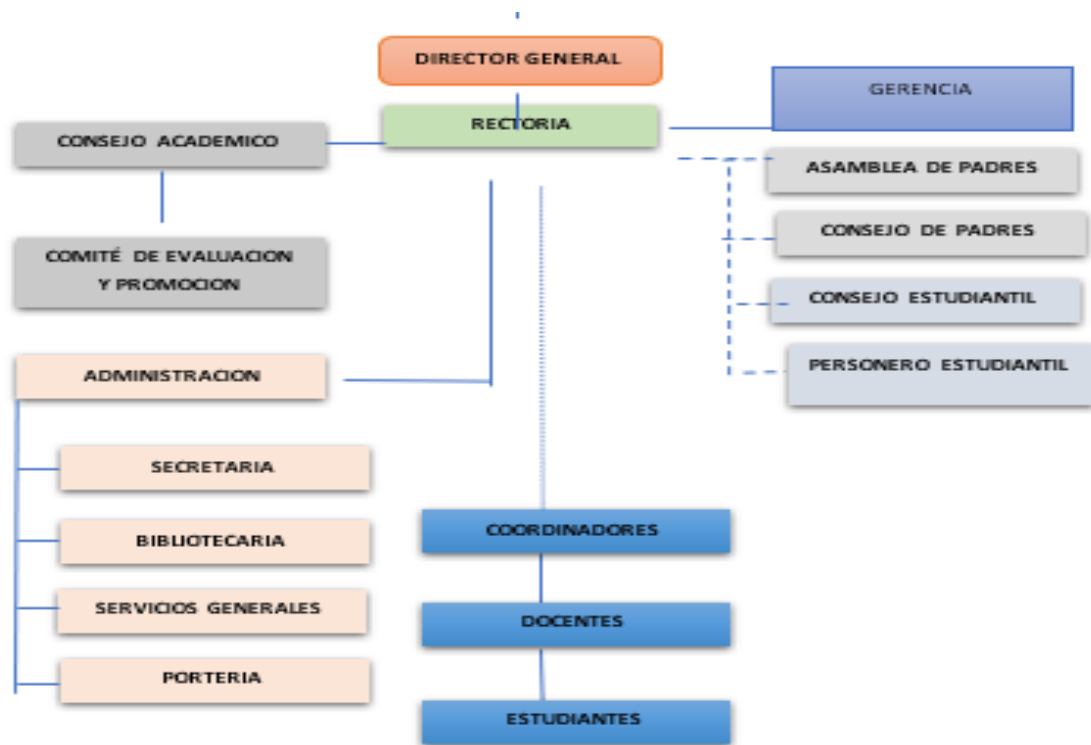 DIRECTOR GENERAL
GERENCIA
RECTORIA
CONSEJO ACADEMICO
ASAMBLEA DE PADRES
CONSEJO DE PADRES
COMITÉ DE EVALUACION
Y PROMOCION
CONSEJO ESTUDIANTIL
PERSONERO ESTUDIANTIL
ADMINISTRACION
SECRETARIA
BIBLIOTECARIA
SERVICIOS GENERALES
PORTERIA
COORDINADORES
DOCENTES
ESTUDIANTES